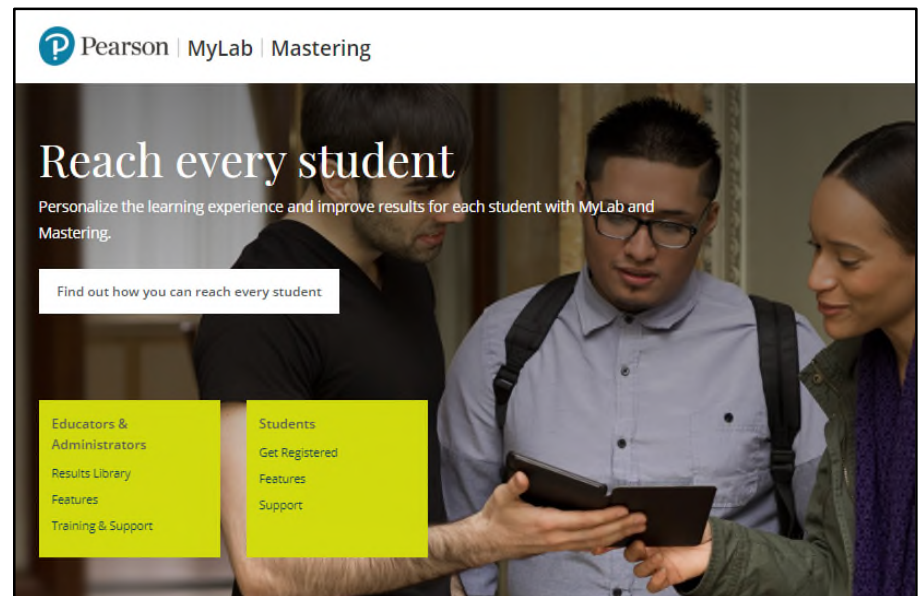 Pearson | MyLab | Mastering
Reach every student
Personalize the learning experience and improve results for each student with MyLab and
Mastering.
Find out how you can reach every student
Educators &
Administrators
Results Library
Features
Training & Support
Students
Get Registered
Features
Support